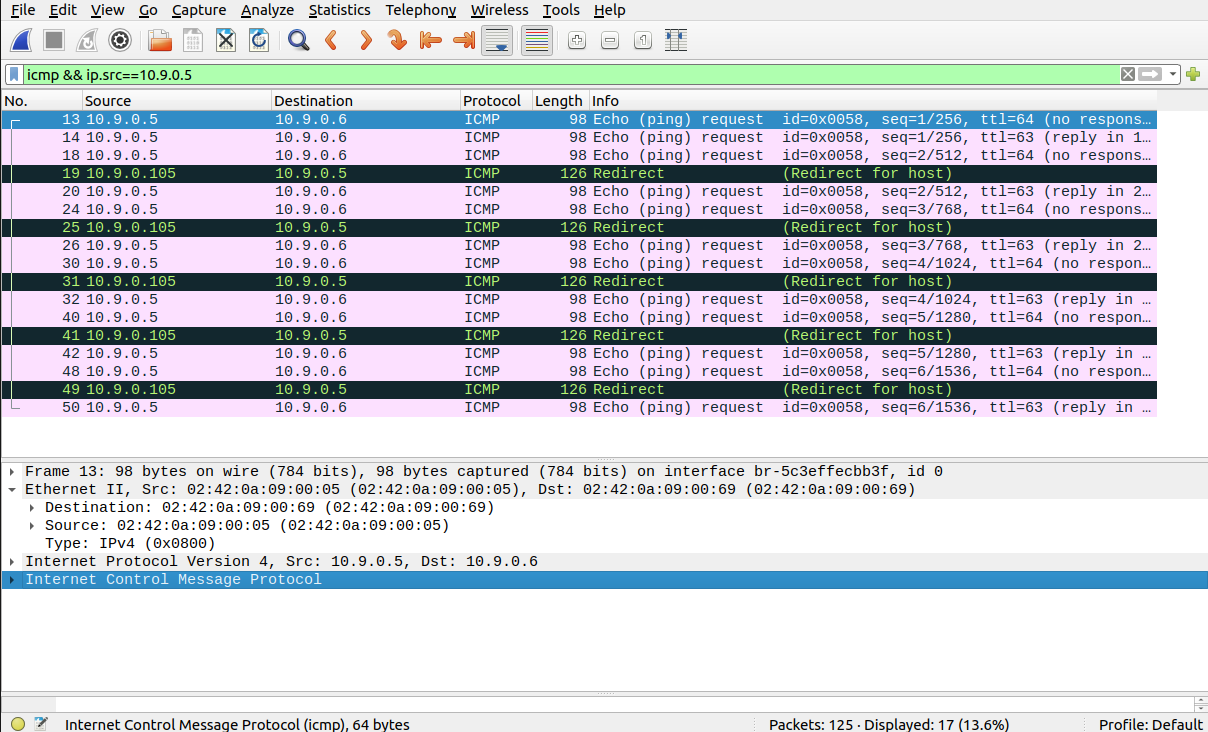 File Edit View Go Capture Analyze Statistics Telephony Wireless Tools Help
icmp && ip.src==10.9.0.5
No. Source Destination Protocol Length Info
13 10.9.0.5 10.9.0.6 ICMP 98 Echo (ping) request id=0x0058, seq=1/256, ttl=64 (no respons…
14 10.9.0.5 10.9.0.6 ICMP 98 Echo (ping) request id=0x0058, seq=1/256, ttl=63 (reply in 1…
18 10.9.0.5 10.9.0.6 ICMP 98 Echo (ping) request id=0x0058, seq=2/512, ttl=64 (no respons…
19 10.9.0.105 10.9.0.5 ICMP 126 Redirect (Redirect for host)
20 10.9.0.5 10.9.0.6 ICMP 98 Echo (ping) request id=0x0058, seq=2/512, ttl=63 (reply in 2…
24 10.9.0.5 10.9.0.6 ICMP 98 Echo (ping) request id=0x0058, seq=3/768, ttl=64 (no respons…
25 10.9.0.105 10.9.0.5 ICMP 126 Redirect (Redirect for host)
26 10.9.0.5 10.9.0.6 ICMP 98 Echo (ping) request id=0x0058, seq=3/768, ttl=63 (reply in 2…
30 10.9.0.5 10.9.0.6 ICMP 98 Echo (ping) request id=0x0058, seq=4/1024, ttl=64 (no respon…
31 10.9.0.105 10.9.0.5 ICMP 126 Redirect (Redirect for host)
32 10.9.0.5 10.9.0.6 ICMP 98 Echo (ping) request id=0x0058, seq=4/1024, ttl=63 (reply in …
40 10.9.0.5 10.9.0.6 ICMP 98 Echo (ping) request id=0x0058, seq=5/1280, ttl=64 (no respon…
41 10.9.0.105 10.9.0.5 ICMP 126 Redirect (Redirect for host)
42 10.9.0.5 10.9.0.6 ICMP 98 Echo (ping) request id=0x0058, seq=5/1280, ttl=63 (reply in …
48 10.9.0.5 10.9.0.6 ICMP 98 Echo (ping) request id=0x0058, seq=6/1536, ttl=64 (no respon…
49 10.9.0.105 10.9.0.5 ICMP 126 Redirect (Redirect for host)
50 10.9.0.5 10.9.0.6 ICMP 98 Echo (ping) request id=0x0058, seq=6/1536, ttl=63 (reply in …
Frame 13: 98 bytes on wire (784 bits), 98 bytes captured (784 bits) on interface br-5c3effecbb3f, id 0
Ethernet II, Src: 02:42:0a:09:00:05 (02:42:0a:09:00:05), Dst: 02:42:0a:09:00:69 (02:42:0a:09:00:69)
Destination: 02:42:0a:09:00:69 (02:42:0a:09:00:69)
Source: 02:42:0a:09:00:05 (02:42:0a:09:00:05)
Type: IPv4 (0x0800)
Internet Protocol Version 4, Src: 10.9.0.5, Dst: 10.9.0.6
Internet Control Message Protocol
Internet Control Message Protocol (icmp), 64 bytes Packets: 125 · Displayed: 17 (13.6%) Profile: Default